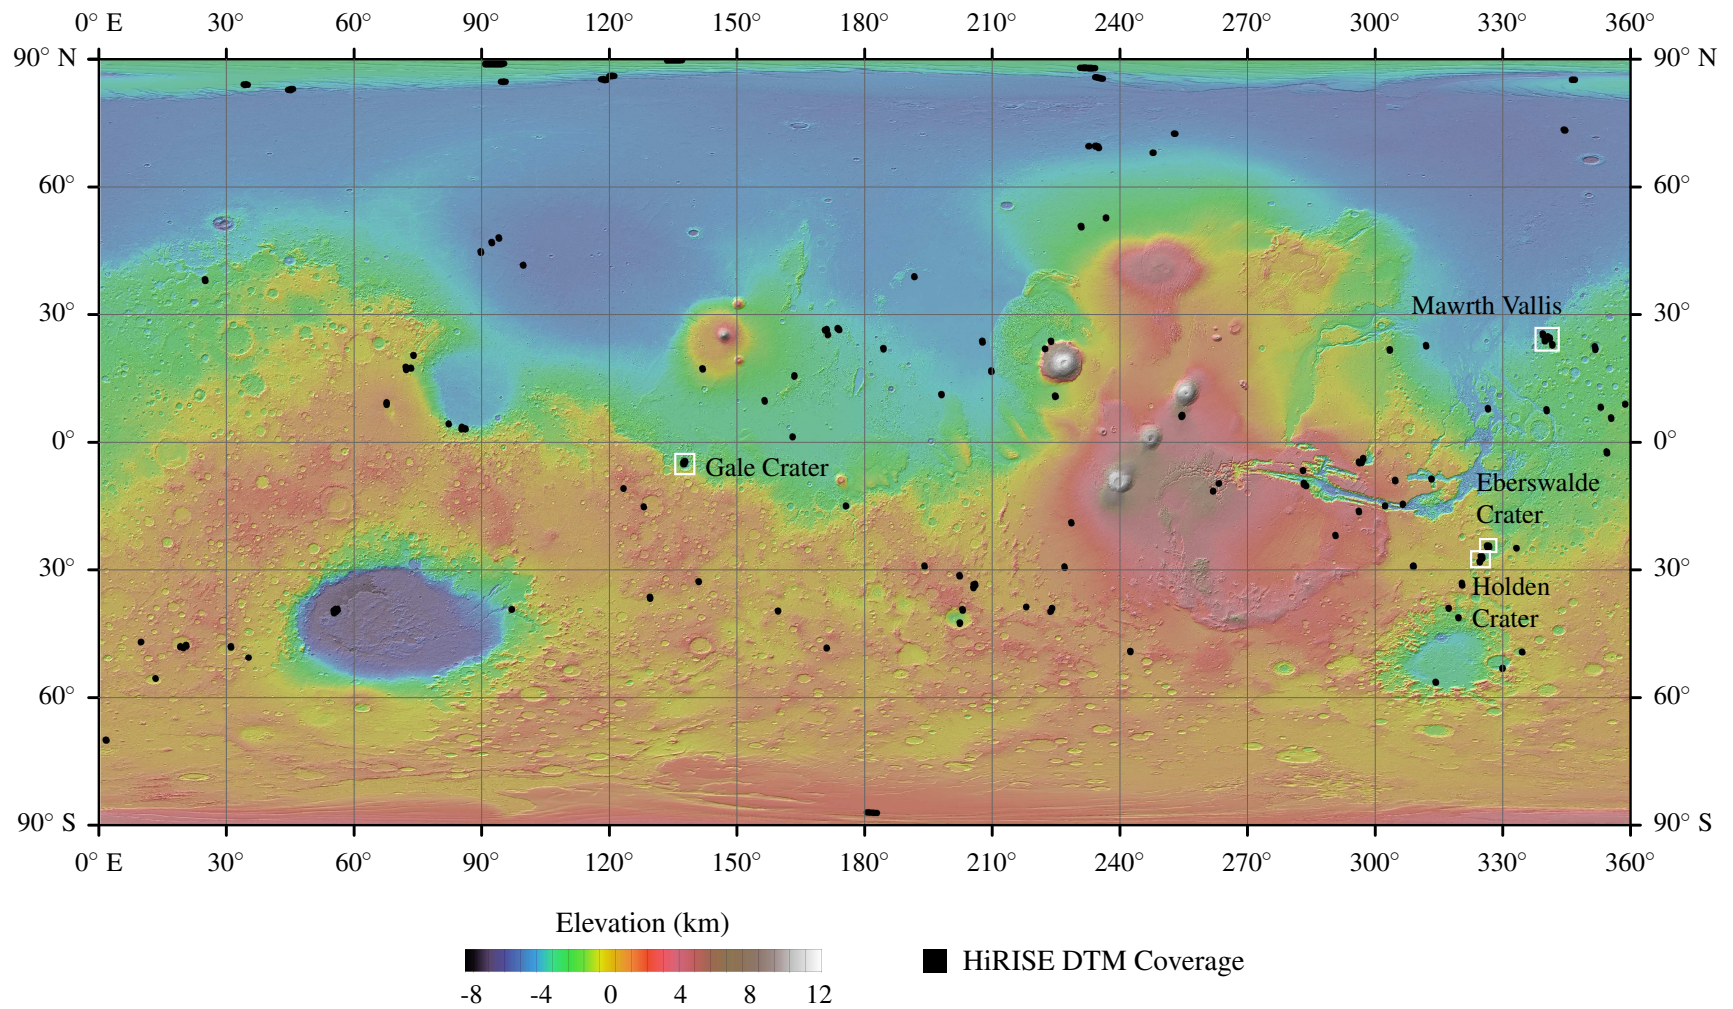 0° E 30° 60° 90° 120° 150° 180° 210° 240° 270° 300° 330° 360°
90° N 90° N
60° 60°
Mawrth Vallis
30° 30°
0° 0°
Gale Crater
Eberswalde
Crater
30° 30°
Holden
Crater
60° 60°
90° S 90° S
0° E 30° 60° 90° 120° 150° 180° 210° 240° 270° 300° 330° 360°
Elevation (km)
HiRISE DTM Coverage
-8 -4 0 4 8 12